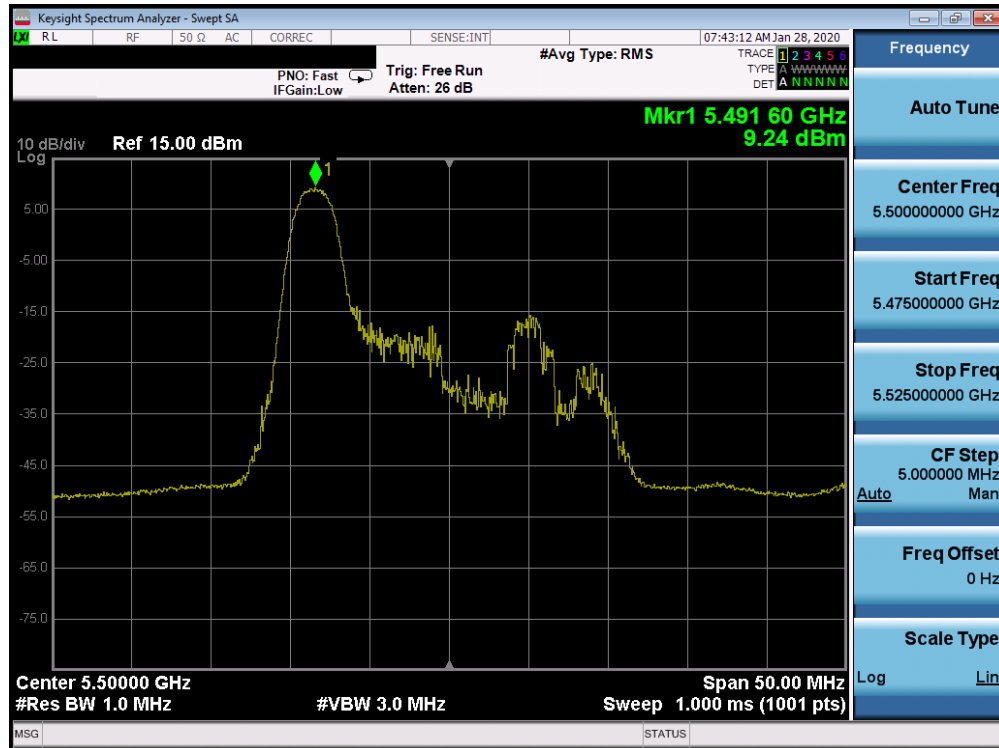 Keysight Spectrum Analyzer - Swept SA
LXI RL RF 50 Ω AC CORREC SENSE:INT 07:43:12 AM Jan 28, 2020
#Avg Type: RMS
TRACE 1 2 3 4 5 6
TYPE A WWWWW
DET A N N N N N
PNO: Fast Trig: Free Run
IFGain:Low Atten: 26 dB
Mkr1 5.491 60 GHz
9.24 dBm
10 dB/div Ref 15.00 dBm
Log
1
5.00
-5.00
-15.0
-25.0
-35.0
-45.0
-55.0
-65.0
-75.0
Center 5.50000 GHz Span 50.00 MHz
#Res BW 1.0 MHz #VBW 3.0 MHz Sweep 1.000 ms (1001 pts)
MSG STATUS
Frequency
Auto Tune
Center Freq
5.500000000 GHz
Start Freq
5.475000000 GHz
Stop Freq
5.525000000 GHz
CF Step
5.000000 MHz
Auto Man
Freq Offset
0 Hz
Scale Type
Log Lin